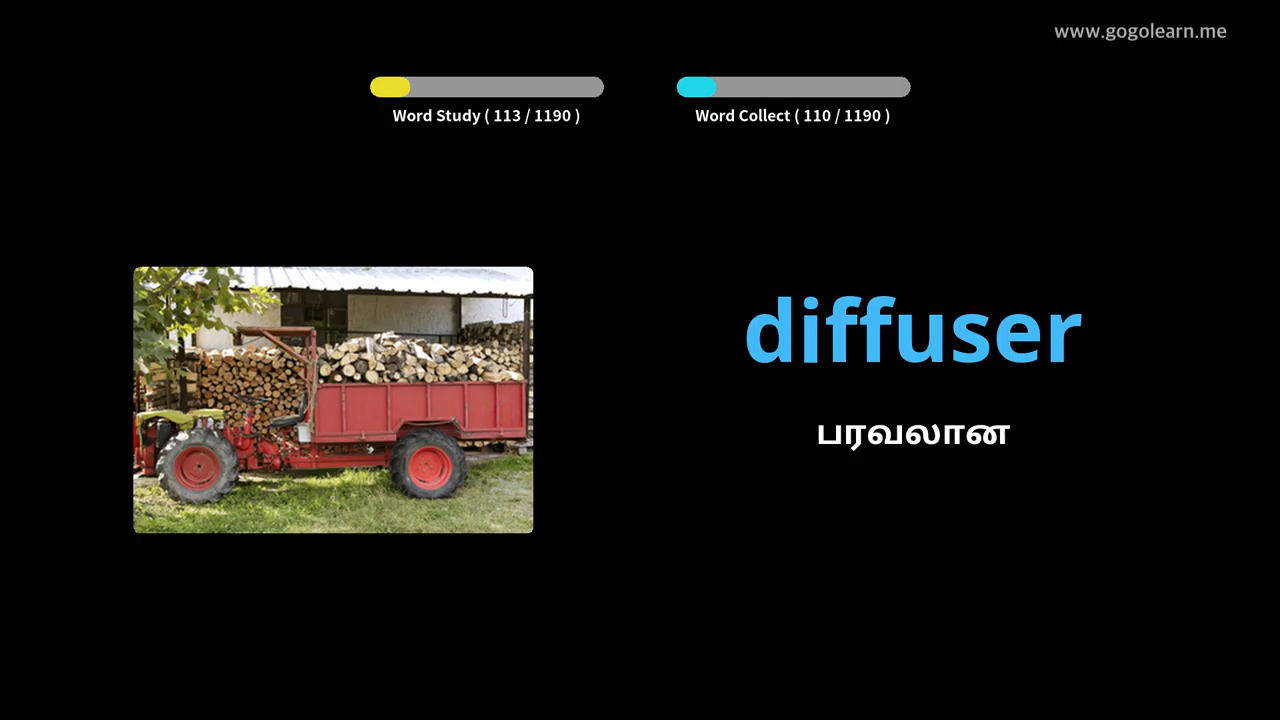 www.gogolearn.me
Word Study ( 113 / 1190 )
Word Collect ( 110 / 1190 )
diffuser
பரவலான